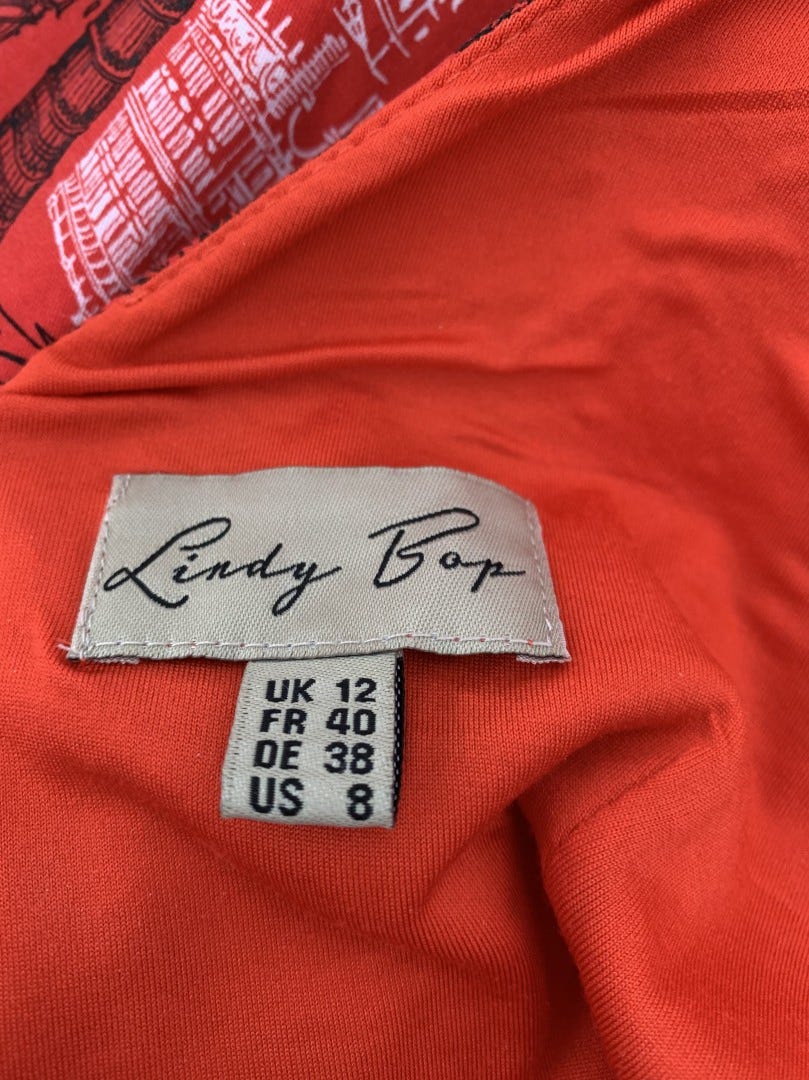 Lindy Bop
UK 12
FR 40
DE 38
US 8